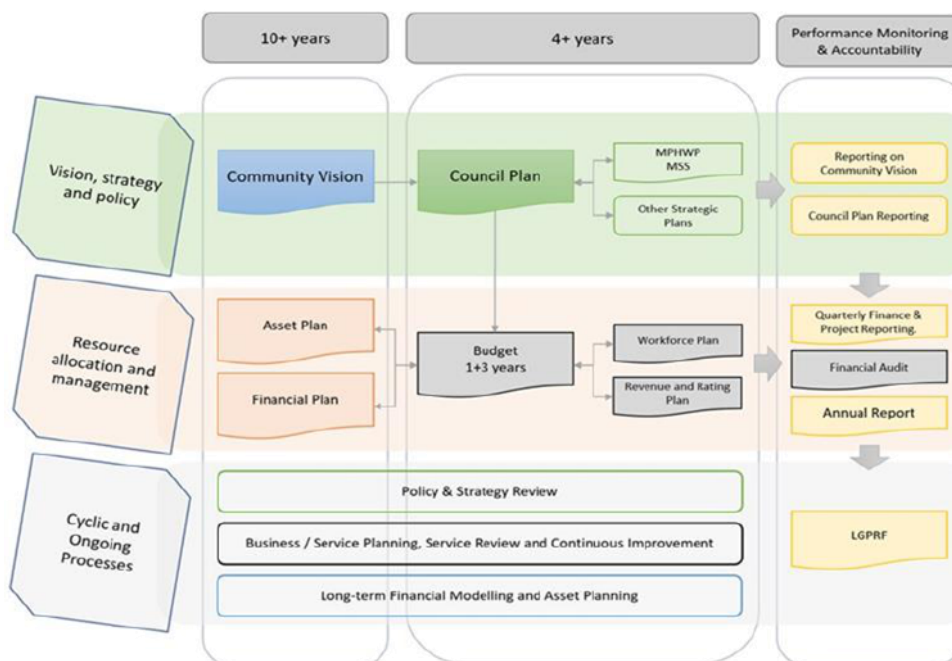 10+ years
4+ years
Performance Monitoring
& Accountability
Vision, strategy
and policy
Community Vision
Council Plan
MPHWP
MSS
Other Strategic
Plans
Reporting on
Community Vision
Council Plan Reporting
Resource
allocation and
management
Asset Plan
Financial Plan
Budget
1+3 years
Workforce Plan
Revenue and Rating
Plan
Quarterly Finance &
Project Reporting.
Financial Audit
Annual Report
Cyclic and
Ongoing
Processes
Policy & Strategy Review
Business / Service Planning, Service Review and Continuous Improvement
Long-term Financial Modelling and Asset Planning
LGPRF